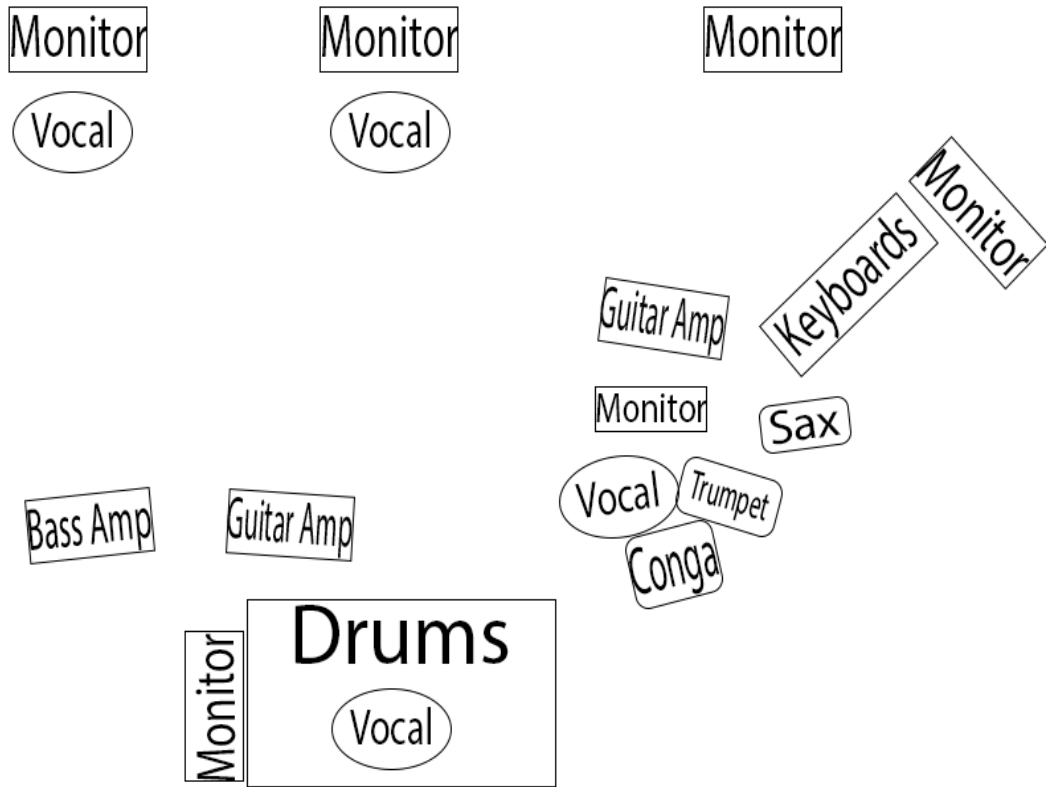 Monitor
Monitor
Monitor
Vocal
Vocal
Monitor
Keyboards
Guitar Amp
Monitor
Sax
Vocal
Trumpet
Bass Amp
Guitar Amp
Conga
Drums
Monitor
Vocal